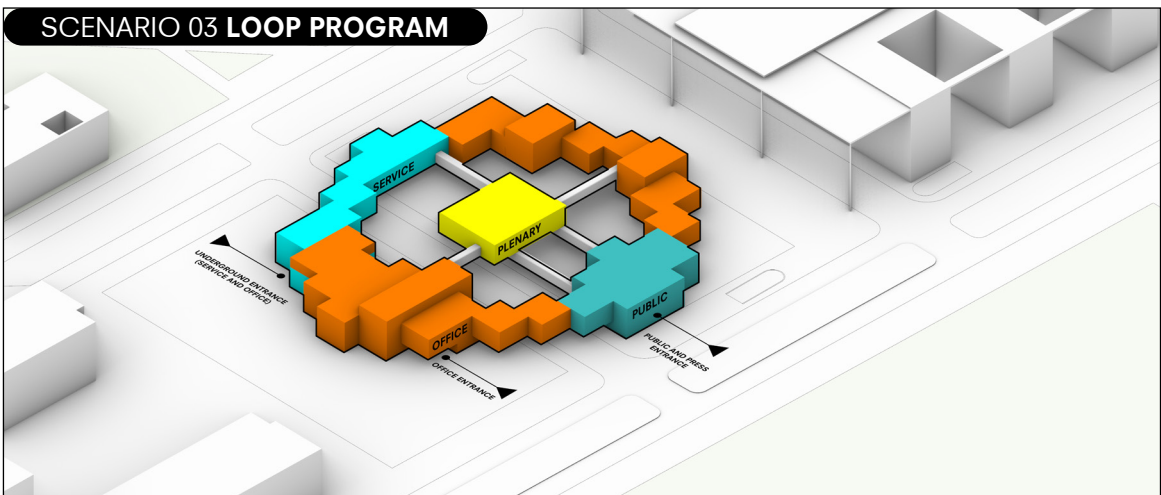 SCENARIO 03 LOOP PROGRAM
SERVICE
PLENARY
UNDERGROUND ENTRANCE
(SERVICE AND OFFICE)
PUBLIC
OFFICE
PUBLIC AND PRESS
ENTRANCE
OFFICE ENTRANCE